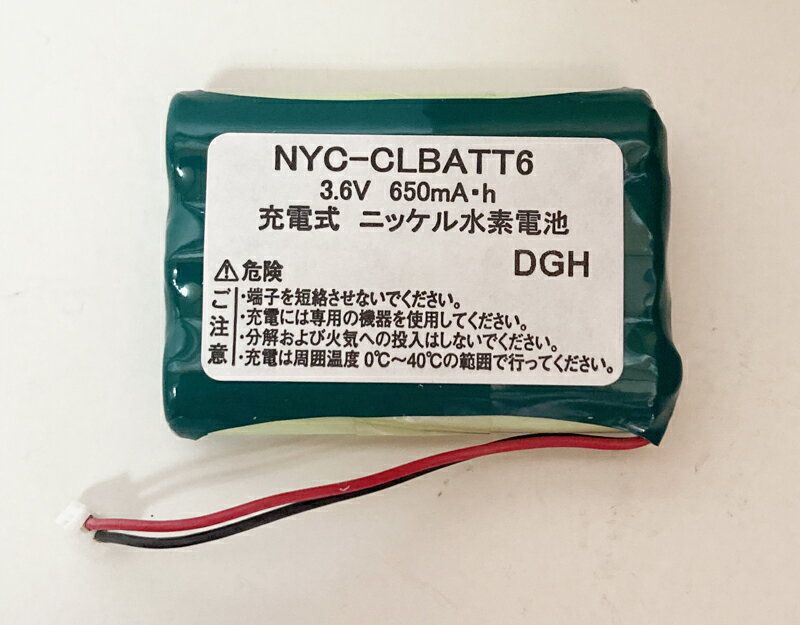 NYC-CLBATT6
3.6V 650mA・h
充電式 ニッケル水素電池
DGH
⚠危険
ご注意
・端子を短絡させないでください。
・充電には専用の機器を使用してください。
・分解および火気への投入はしないでください。
・充電は周囲温度 0℃～40℃の範囲で行ってください。